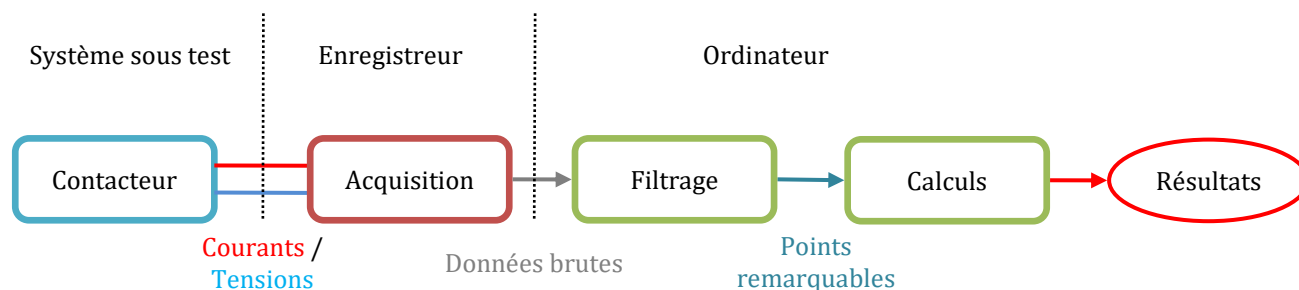 Système sous test
Enregistreur
Ordinateur
Contacteur
Acquisition
Filtrage
Calculs
Résultats
Courants /
Tensions
Données brutes
Points
remarquables